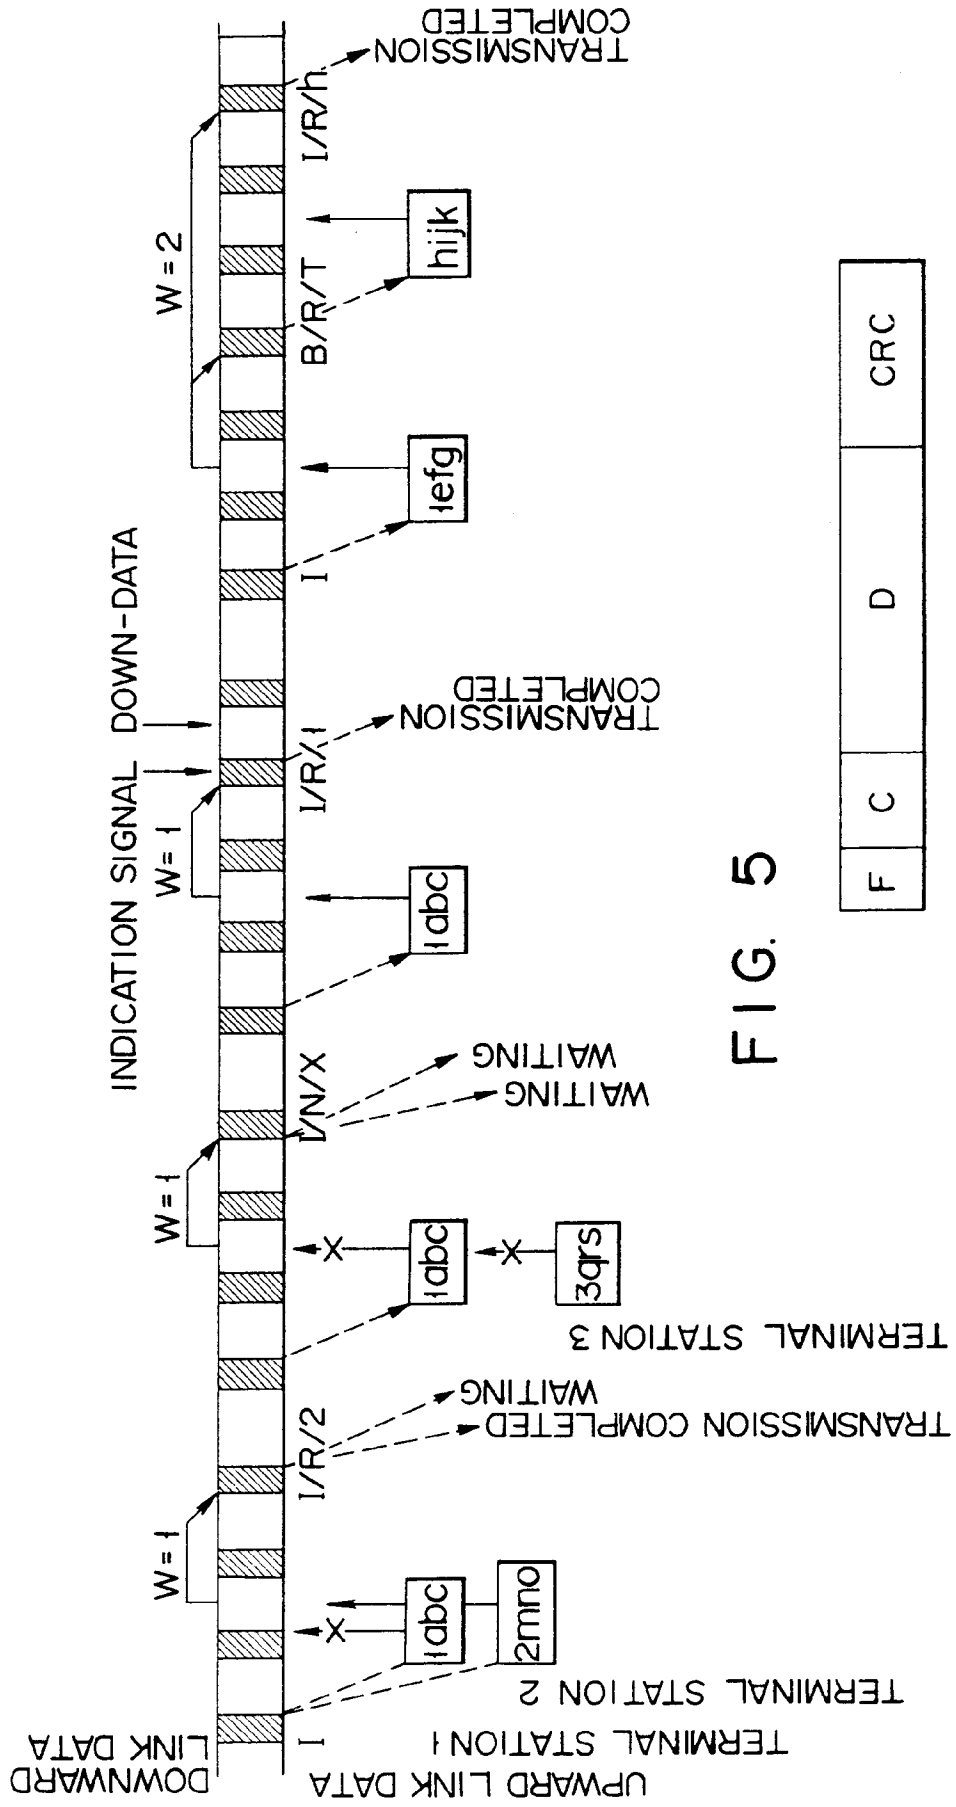 INDICATION SIGNAL DOWN-DATA
DOWNWARD
LINK DATA
W=1
W=1
W=1
W=2
I
I/R/2
I/N/X
I/R/1
I
B/R/T
I/R/h
UPWARD LINK DATA
TERMINAL STATION 1
TERMINAL STATION 2
X
1abc
2mno
WAITING
TRANSMISSION COMPLETED
TERMINAL STATION 3
X
1abc
X
3qrs
WAITING
WAITING
1abc
TRANSMISSION
COMPLETED
1efg
hijk
TRANSMISSION
COMPLETED
FIG. 5
F C D CRC